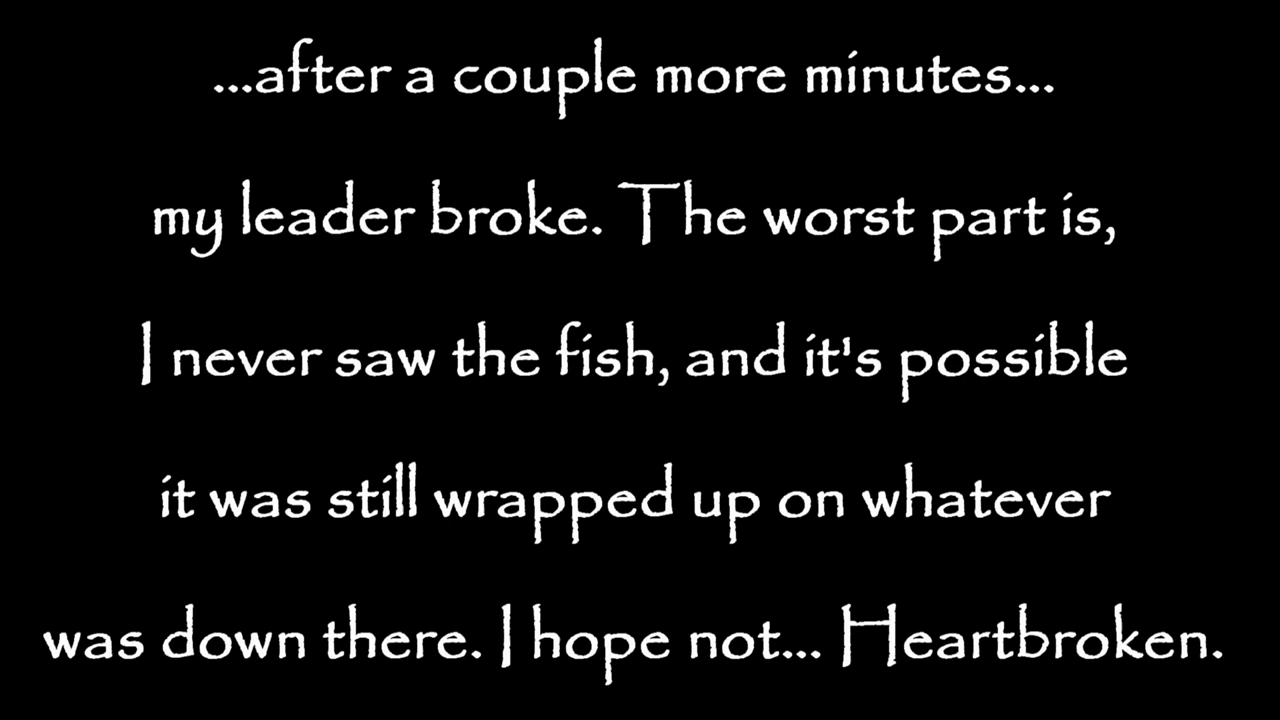 ...after a couple more minutes...
my leader broke. The worst part is,
I never saw the fish, and it's possible
it was still wrapped up on whatever
was down there. I hope not... Heartbroken.